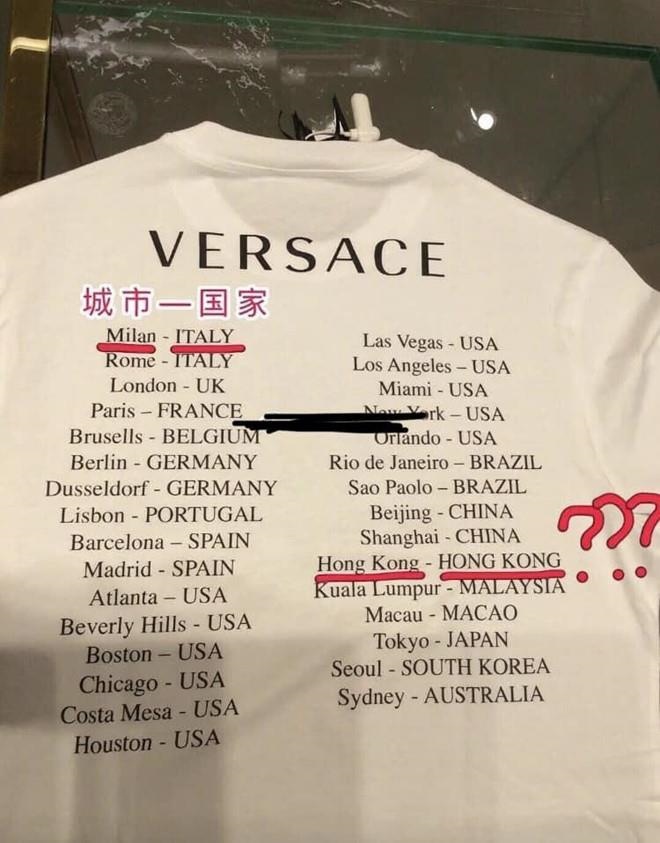 VERSACE
城市—国家
Milan - ITALY
Rome - ITALY
London - UK
Paris – FRANCE
Brusells - BELGIUM
Berlin - GERMANY
Dusseldorf - GERMANY
Lisbon - PORTUGAL
Barcelona – SPAIN
Madrid - SPAIN
Atlanta – USA
Beverly Hills - USA
Boston – USA
Chicago - USA
Costa Mesa - USA
Houston - USA
Las Vegas - USA
Los Angeles – USA
Miami - USA
New York – USA
Orlando - USA
Rio de Janeiro – BRAZIL
Sao Paolo – BRAZIL
Beijing - CHINA
Shanghai - CHINA
Hong Kong - HONG KONG
???
Kuala Lumpur - MALAYSIA
Macau - MACAO
Tokyo - JAPAN
Seoul - SOUTH KOREA
Sydney - AUSTRALIA